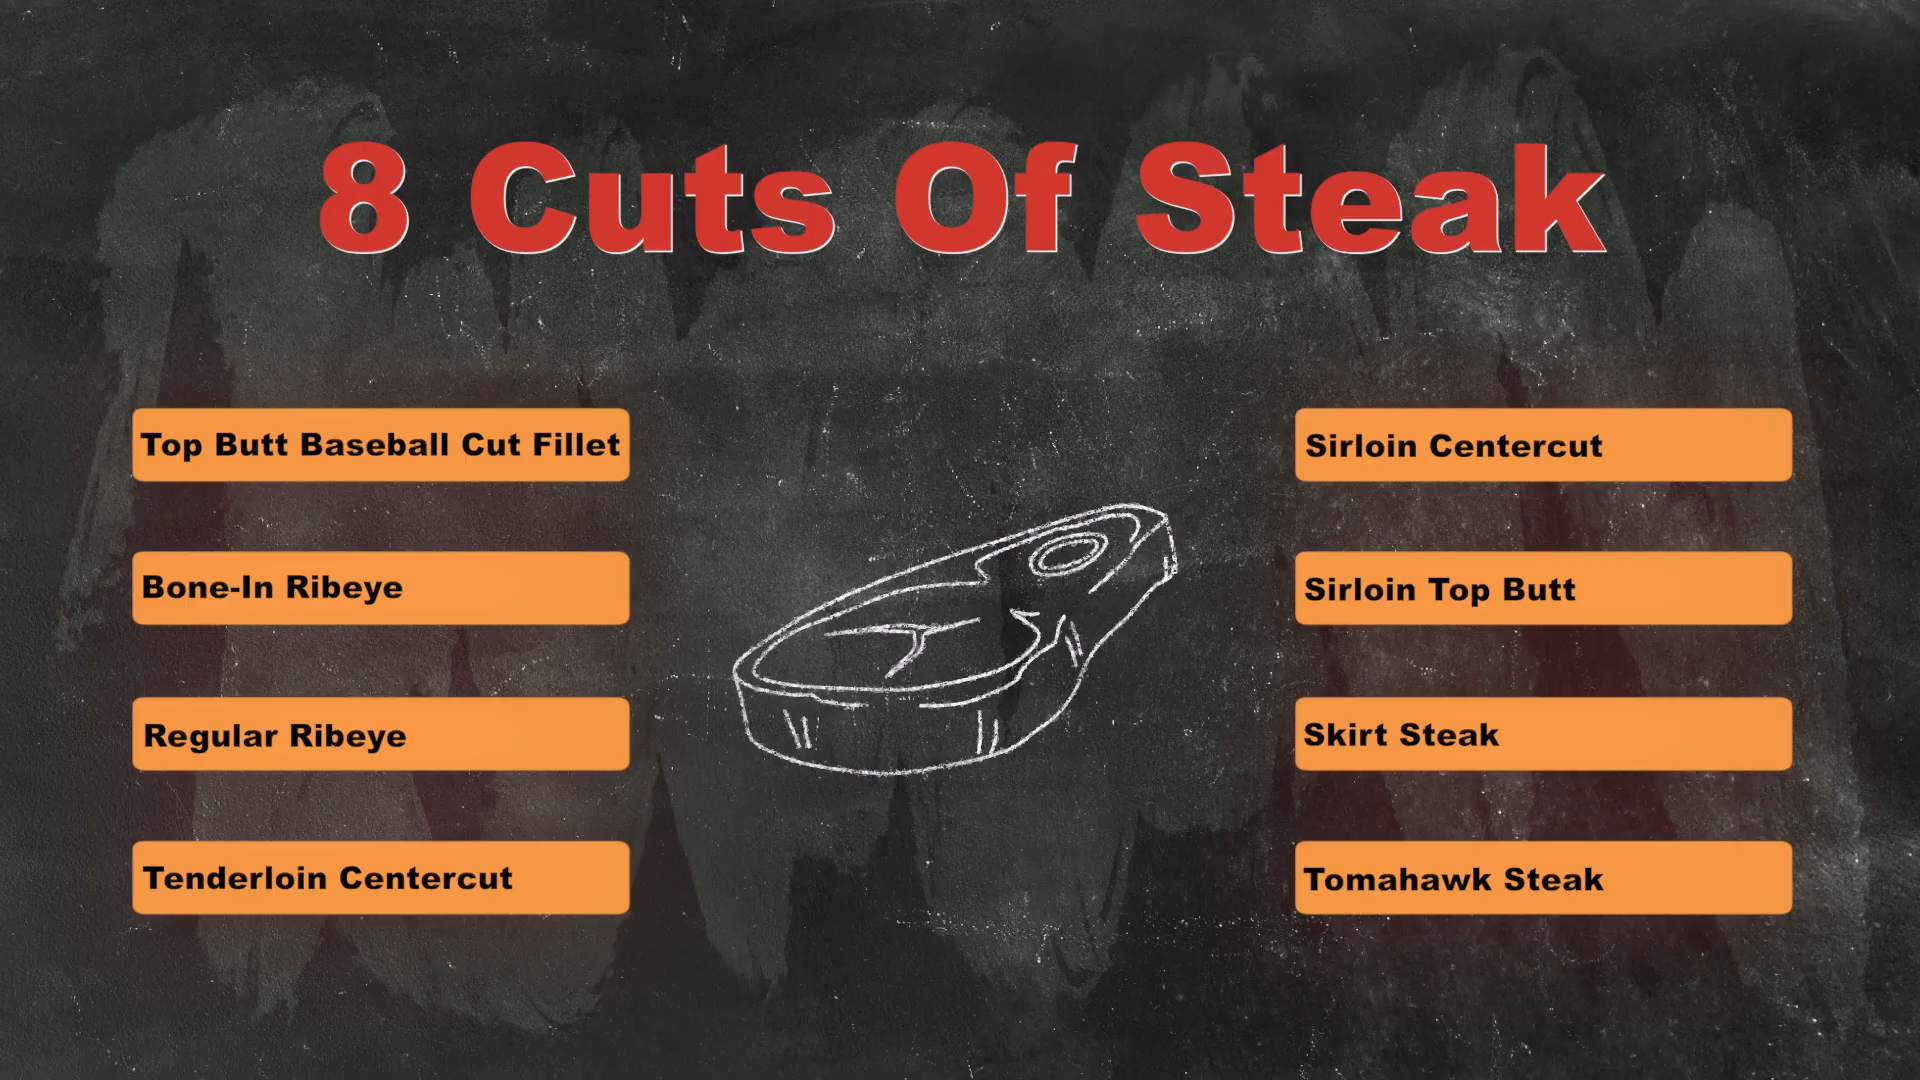 8 Cuts Of Steak
Top Butt Baseball Cut Fillet
Bone-In Ribeye
Regular Ribeye
Tenderloin Centercut
Sirloin Centercut
Sirloin Top Butt
Skirt Steak
Tomahawk Steak